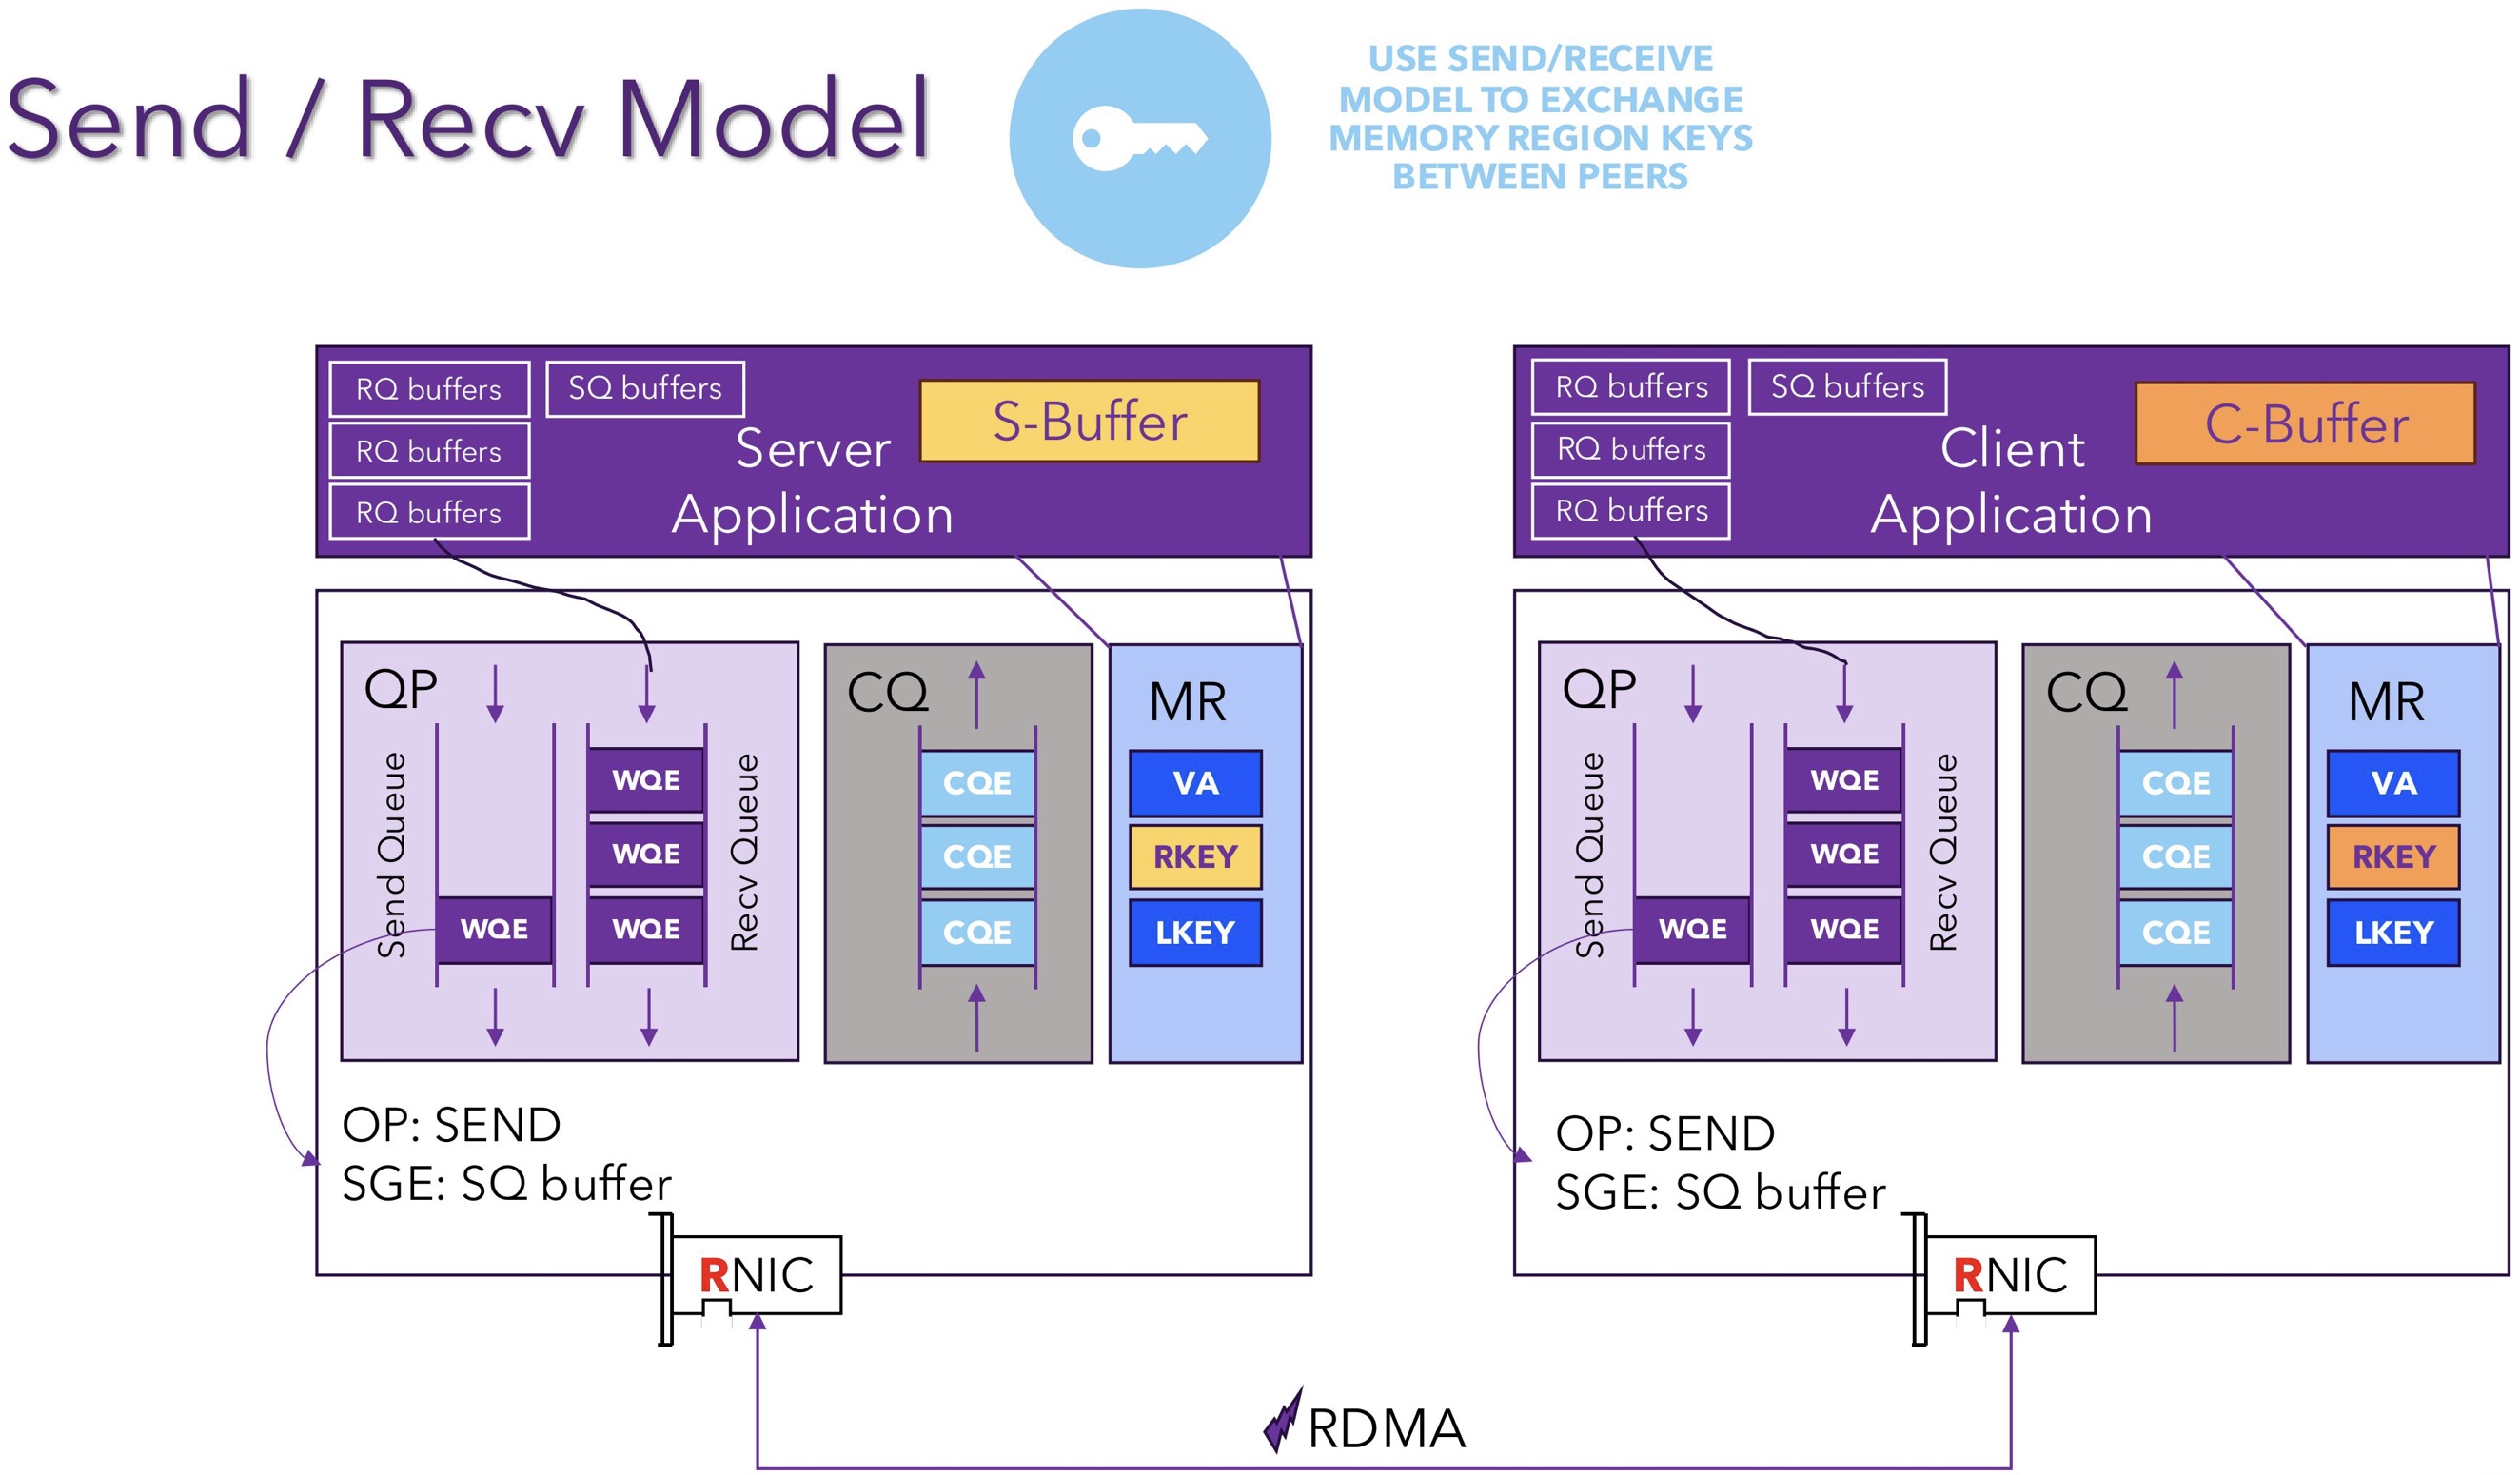 Send / Recv Model
USE SEND/RECEIVE
MODEL TO EXCHANGE
MEMORY REGION KEYS
BETWEEN PEERS
RQ buffers
SQ buffers
RQ buffers
RQ buffers
Server
Application
S-Buffer
QP
Send Queue
WQE
WQE
WQE
WQE
Recv Queue
CQ
CQE
CQE
CQE
MR
VA
RKEY
LKEY
OP: SEND
SGE: SQ buffer
RNIC
RQ buffers
SQ buffers
RQ buffers
RQ buffers
Client
Application
C-Buffer
QP
Send Queue
WQE
WQE
WQE
WQE
Recv Queue
CQ
CQE
CQE
CQE
MR
VA
RKEY
LKEY
OP: SEND
SGE: SQ buffer
RNIC
RDMA